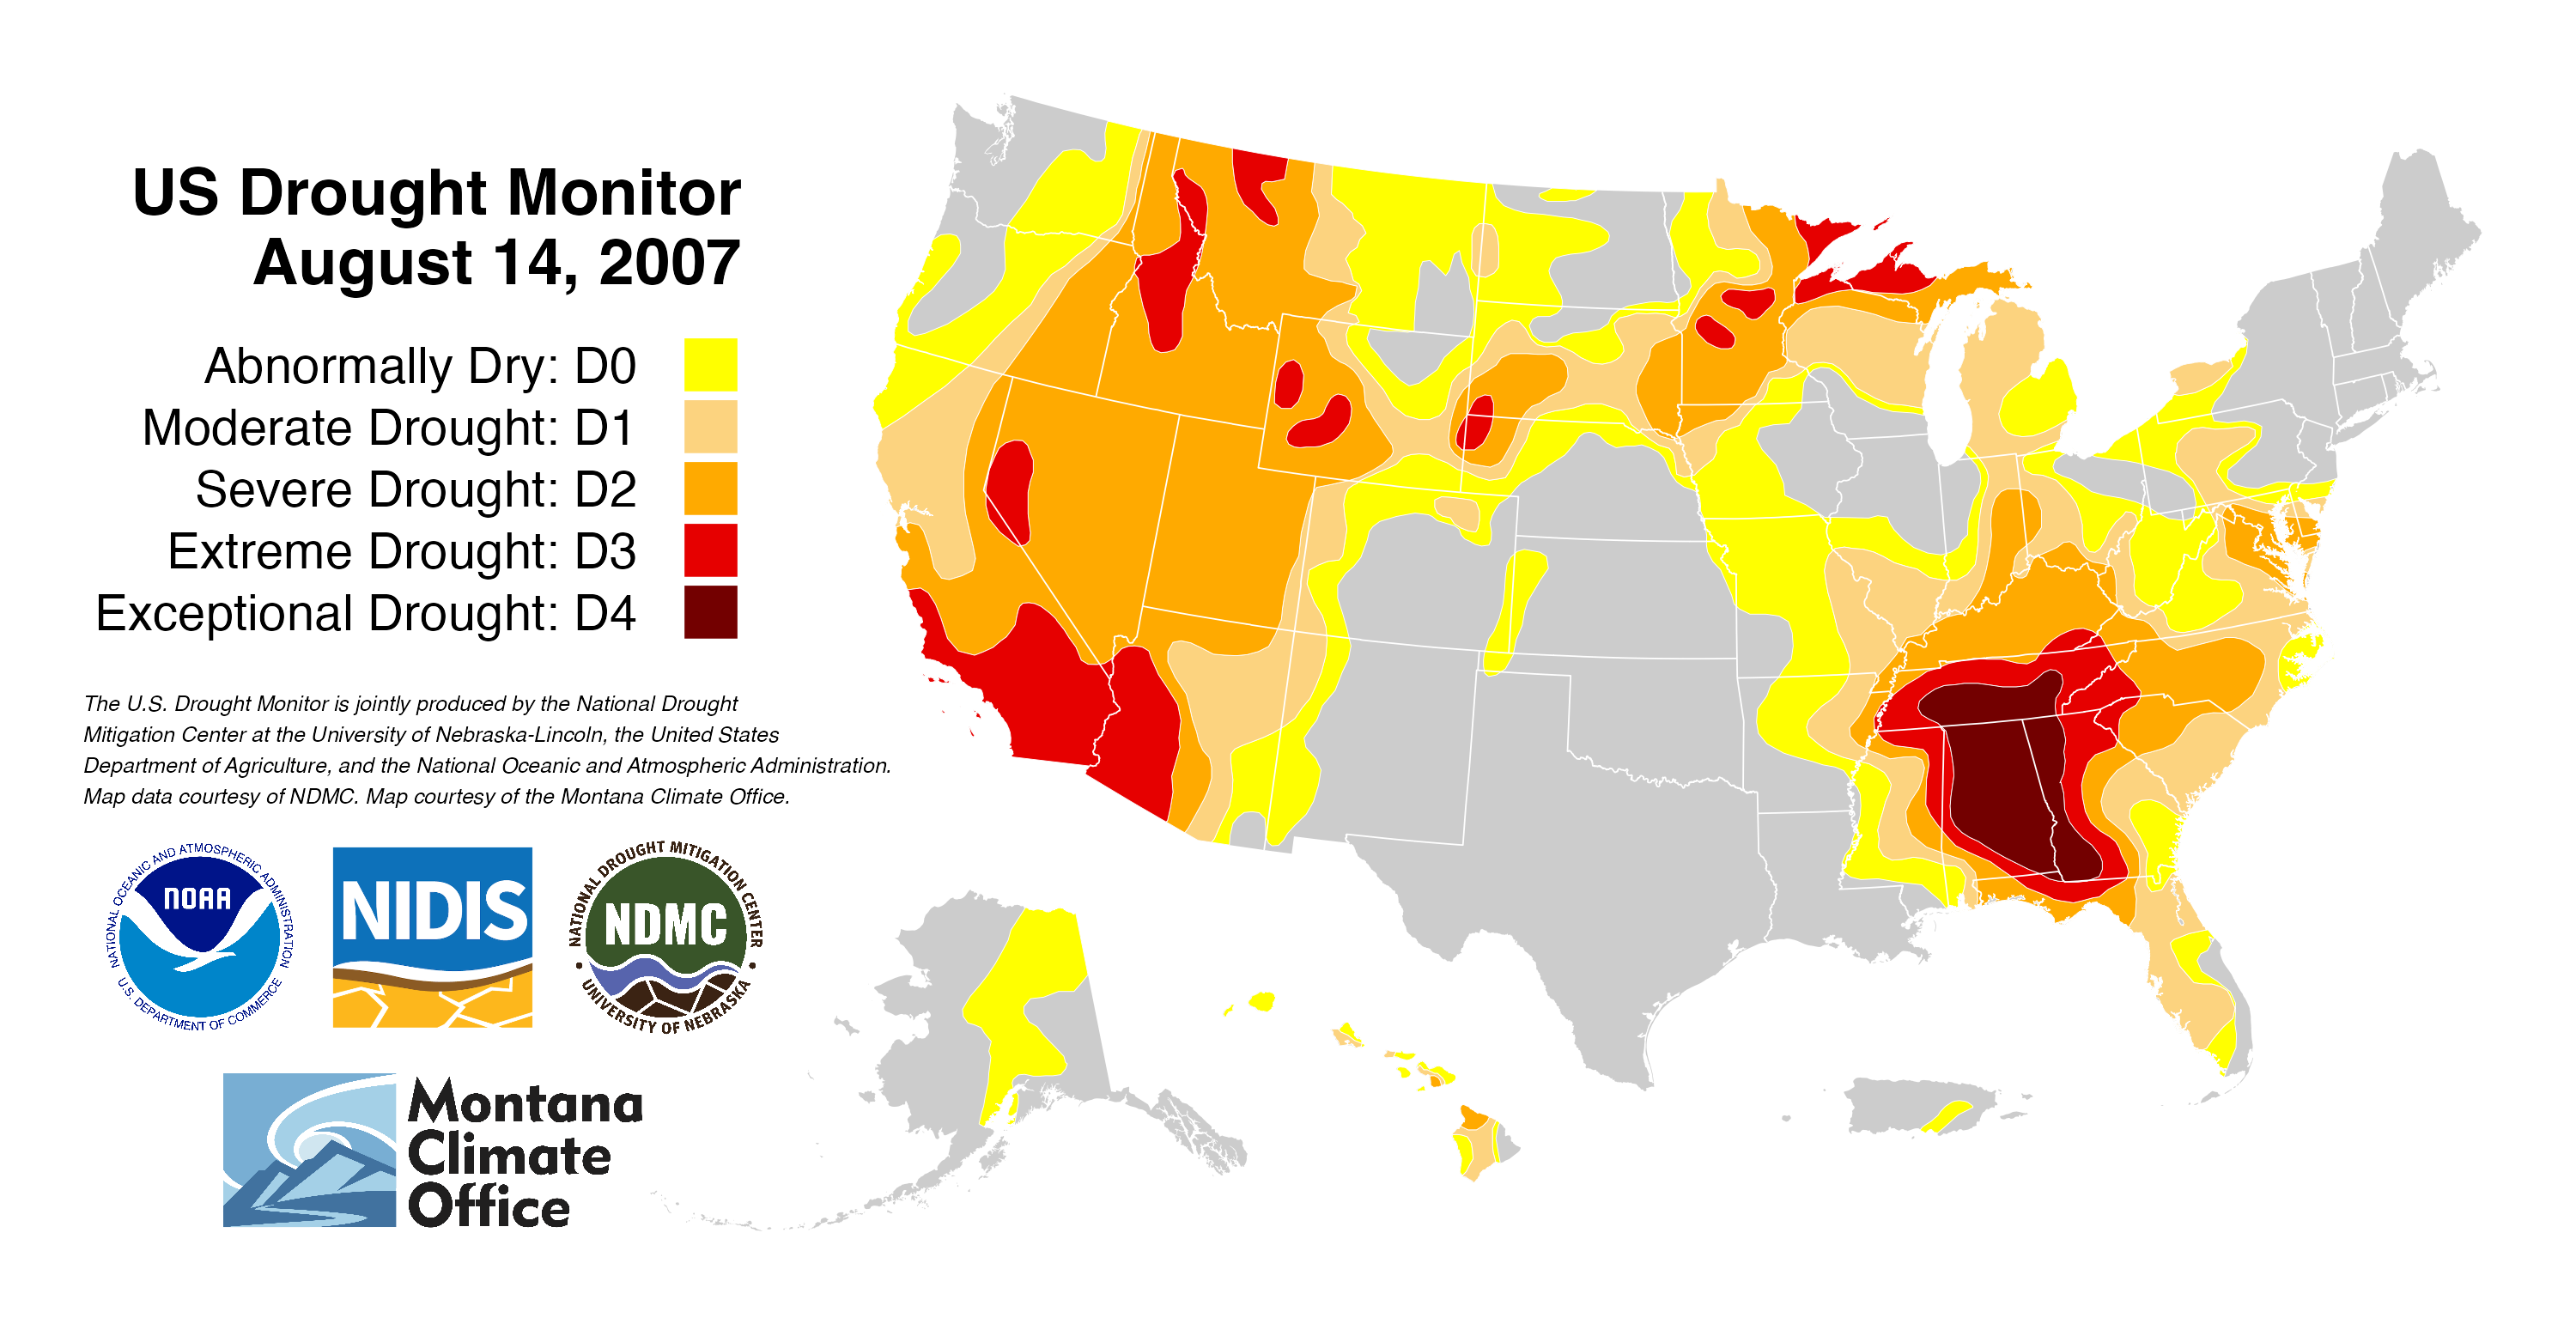 US Drought Monitor
August 14, 2007
Abnormally Dry: D0
Moderate Drought: D1
Severe Drought: D2
Extreme Drought: D3
Exceptional Drought: D4
The U.S. Drought Monitor is jointly produced by the National Drought
Mitigation Center at the University of Nebraska-Lincoln, the United States
Department of Agriculture, and the National Oceanic and Atmospheric Administration.
Map data courtesy of NDMC. Map courtesy of the Montana Climate Office.
NATIONAL OCEANIC AND ATMOSPHERIC ADMINISTRATION
NOAA
U.S. DEPARTMENT OF COMMERCE
NIDIS
NATIONAL DROUGHT MITIGATION CENTER
NDMC
UNIVERSITY OF NEBRASKA
Montana
Climate
Office